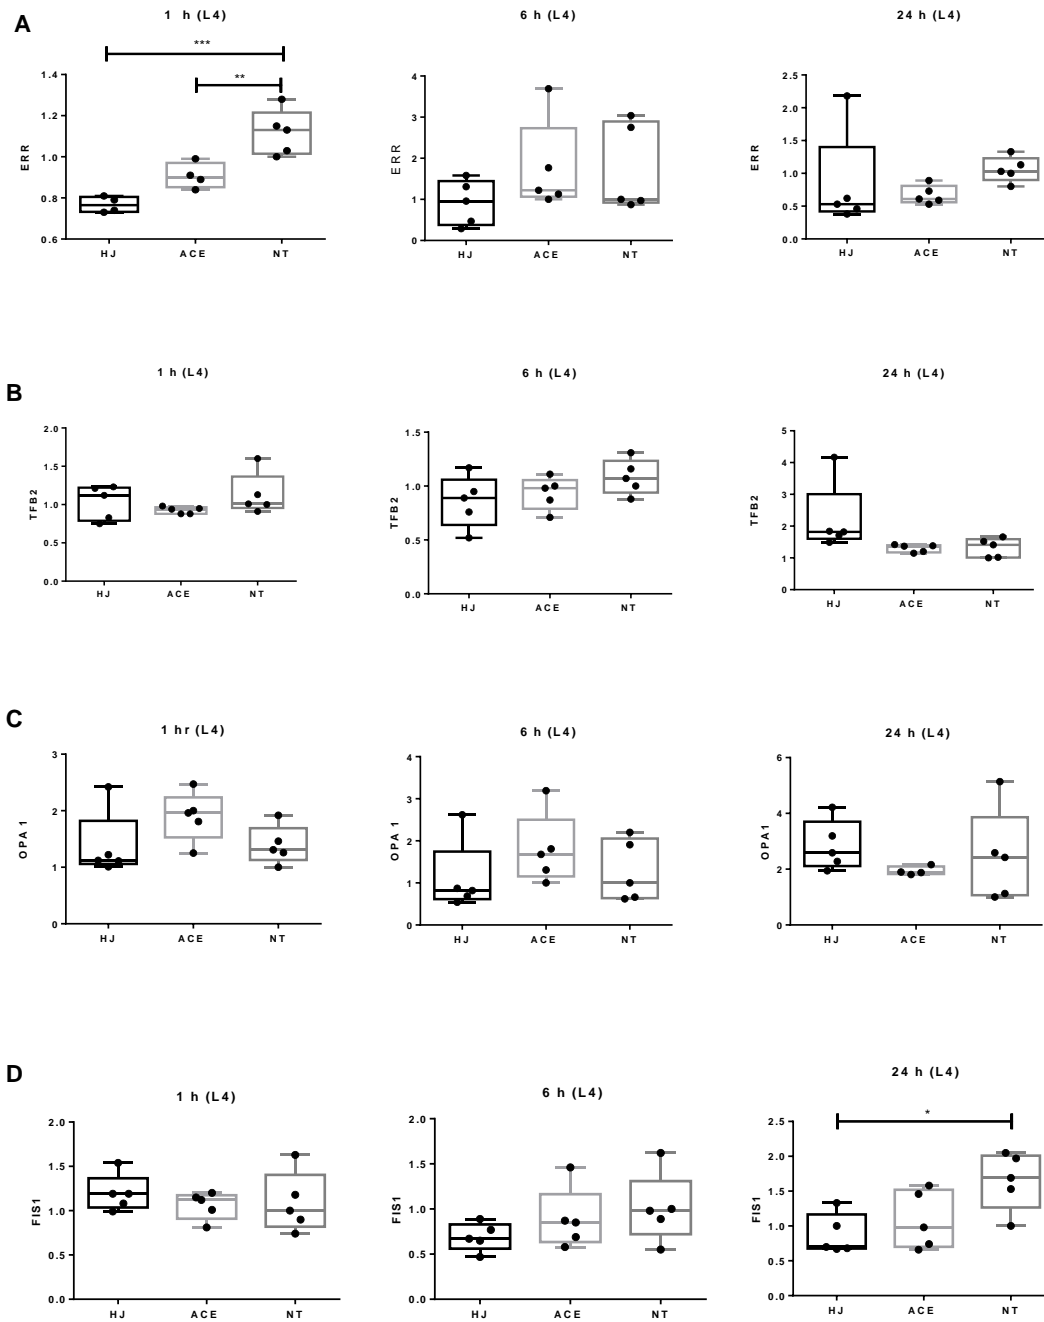 A
1 h (L4)
6 h (L4)
24 h (L4)
***
**
ERR
1.4
1.2
1.0
0.8
0.6
HJ ACE NT
ERR
4
3
2
1
0
HJ ACE NT
ERR
2.5
2.0
1.5
1.0
0.5
0.0
HJ ACE NT
B
1 h (L4)
6 h (L4)
24 h (L4)
TFB2
2.0
1.5
1.0
0.5
0.0
HJ ACE NT
TFB2
1.5
1.0
0.5
0.0
HJ ACE NT
TFB2
5
4
3
2
1
0
HJ ACE NT
C
1 hr (L4)
6 h (L4)
24 h (L4)
OPA1
3
2
1
0
HJ ACE NT
OPA1
4
3
2
1
0
HJ ACE NT
OPA1
6
4
2
0
HJ ACE NT
D
1 h (L4)
6 h (L4)
24 h (L4)
FIS1
2.0
1.5
1.0
0.5
0.0
HJ ACE NT
FIS1
2.0
1.5
1.0
0.5
0.0
HJ ACE NT
*
FIS1
2.5
2.0
1.5
1.0
0.5
0.0
HJ ACE NT